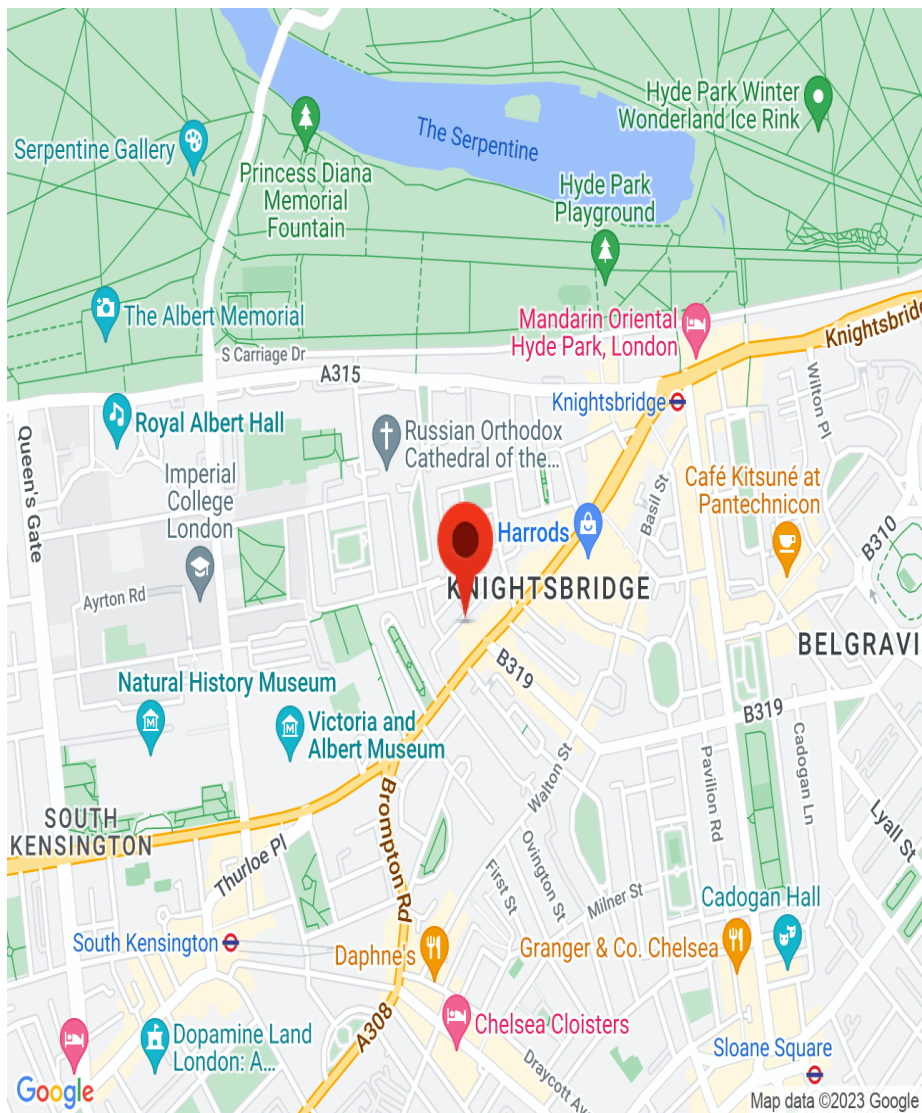 Hyde Park Winter
Wonderland Ice Rink
The Serpentine
Serpentine Gallery
Princess Diana
Memorial
Fountain
Hyde Park
Playground
The Albert Memorial
Mandarin Oriental
Hyde Park, London
Knightsbridge
S Carriage Dr
A315
Wilton Pl
Knightsbridge
Royal Albert Hall
Queen's Gate
Russian Orthodox
Cathedral of the...
Imperial
College
London
Basil St
Café Kitsuné at
Pantechnicon
Harrods
B310
KNIGHTSBRIDGE
Ayrton Rd
BELGRAVI
B319
Natural History Museum
Victoria and
Albert Museum
B319
Walton St
Pavilion Rd
Cadogan Ln
Brompton Rd
SOUTH
KENSINGTON
Lyall St
Thurloe Pl
Ovington St
First St
Milner St
Cadogan Hall
South Kensington
Daphne's
Granger & Co. Chelsea
A308
Chelsea Cloisters
Dopamine Land
London: A...
Draycott Av
Sloane Square
Google
Map data ©2023 Google